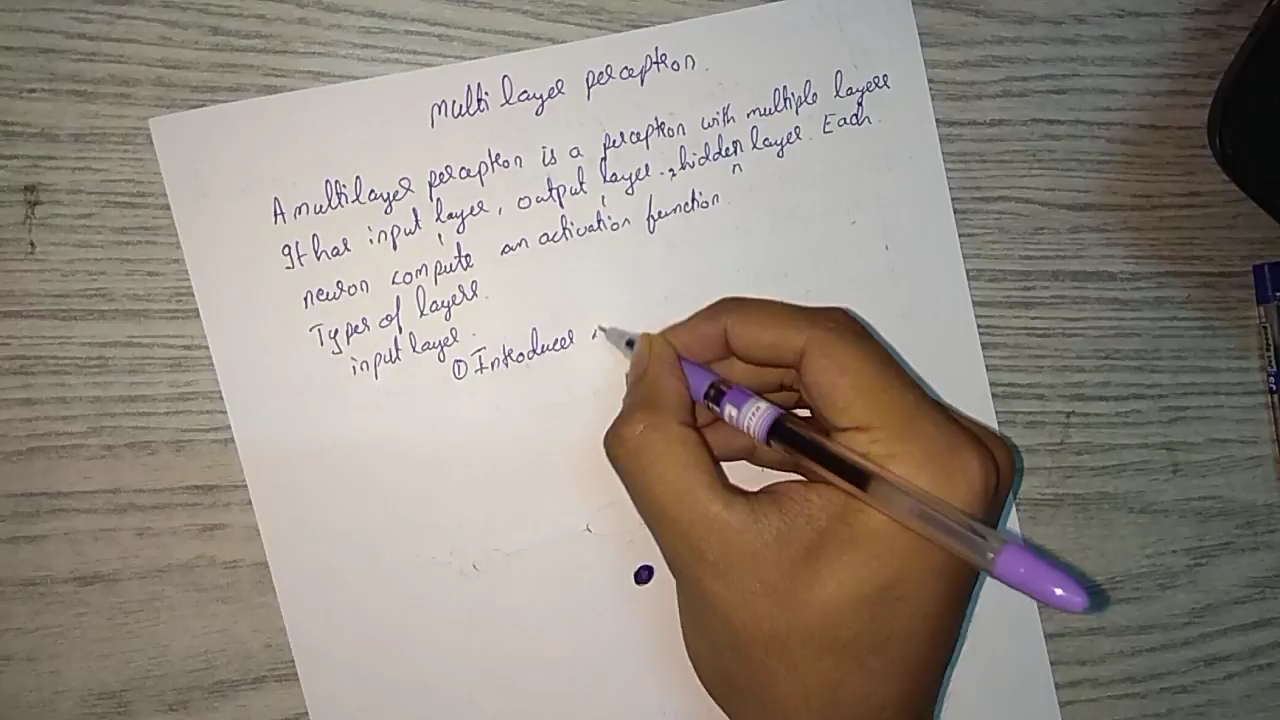 Multi layer perceptron.
A multilayer perceptron is a perceptron with multiple layers
It has input layer, output layer & hidden layer. Each
neuron compute an activation function.
Types of layers.
input layer.
① Introduces